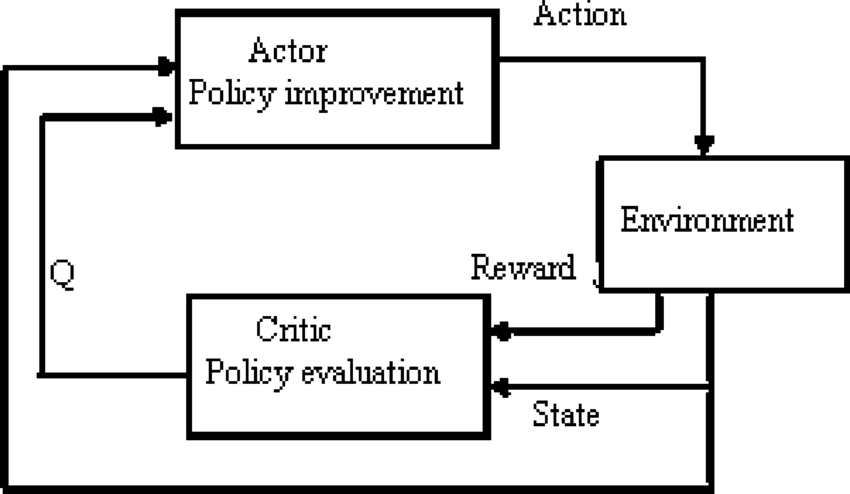 Action
Actor
Policy improvement
Environment
Reward
Q
Critic
Policy evaluation
State